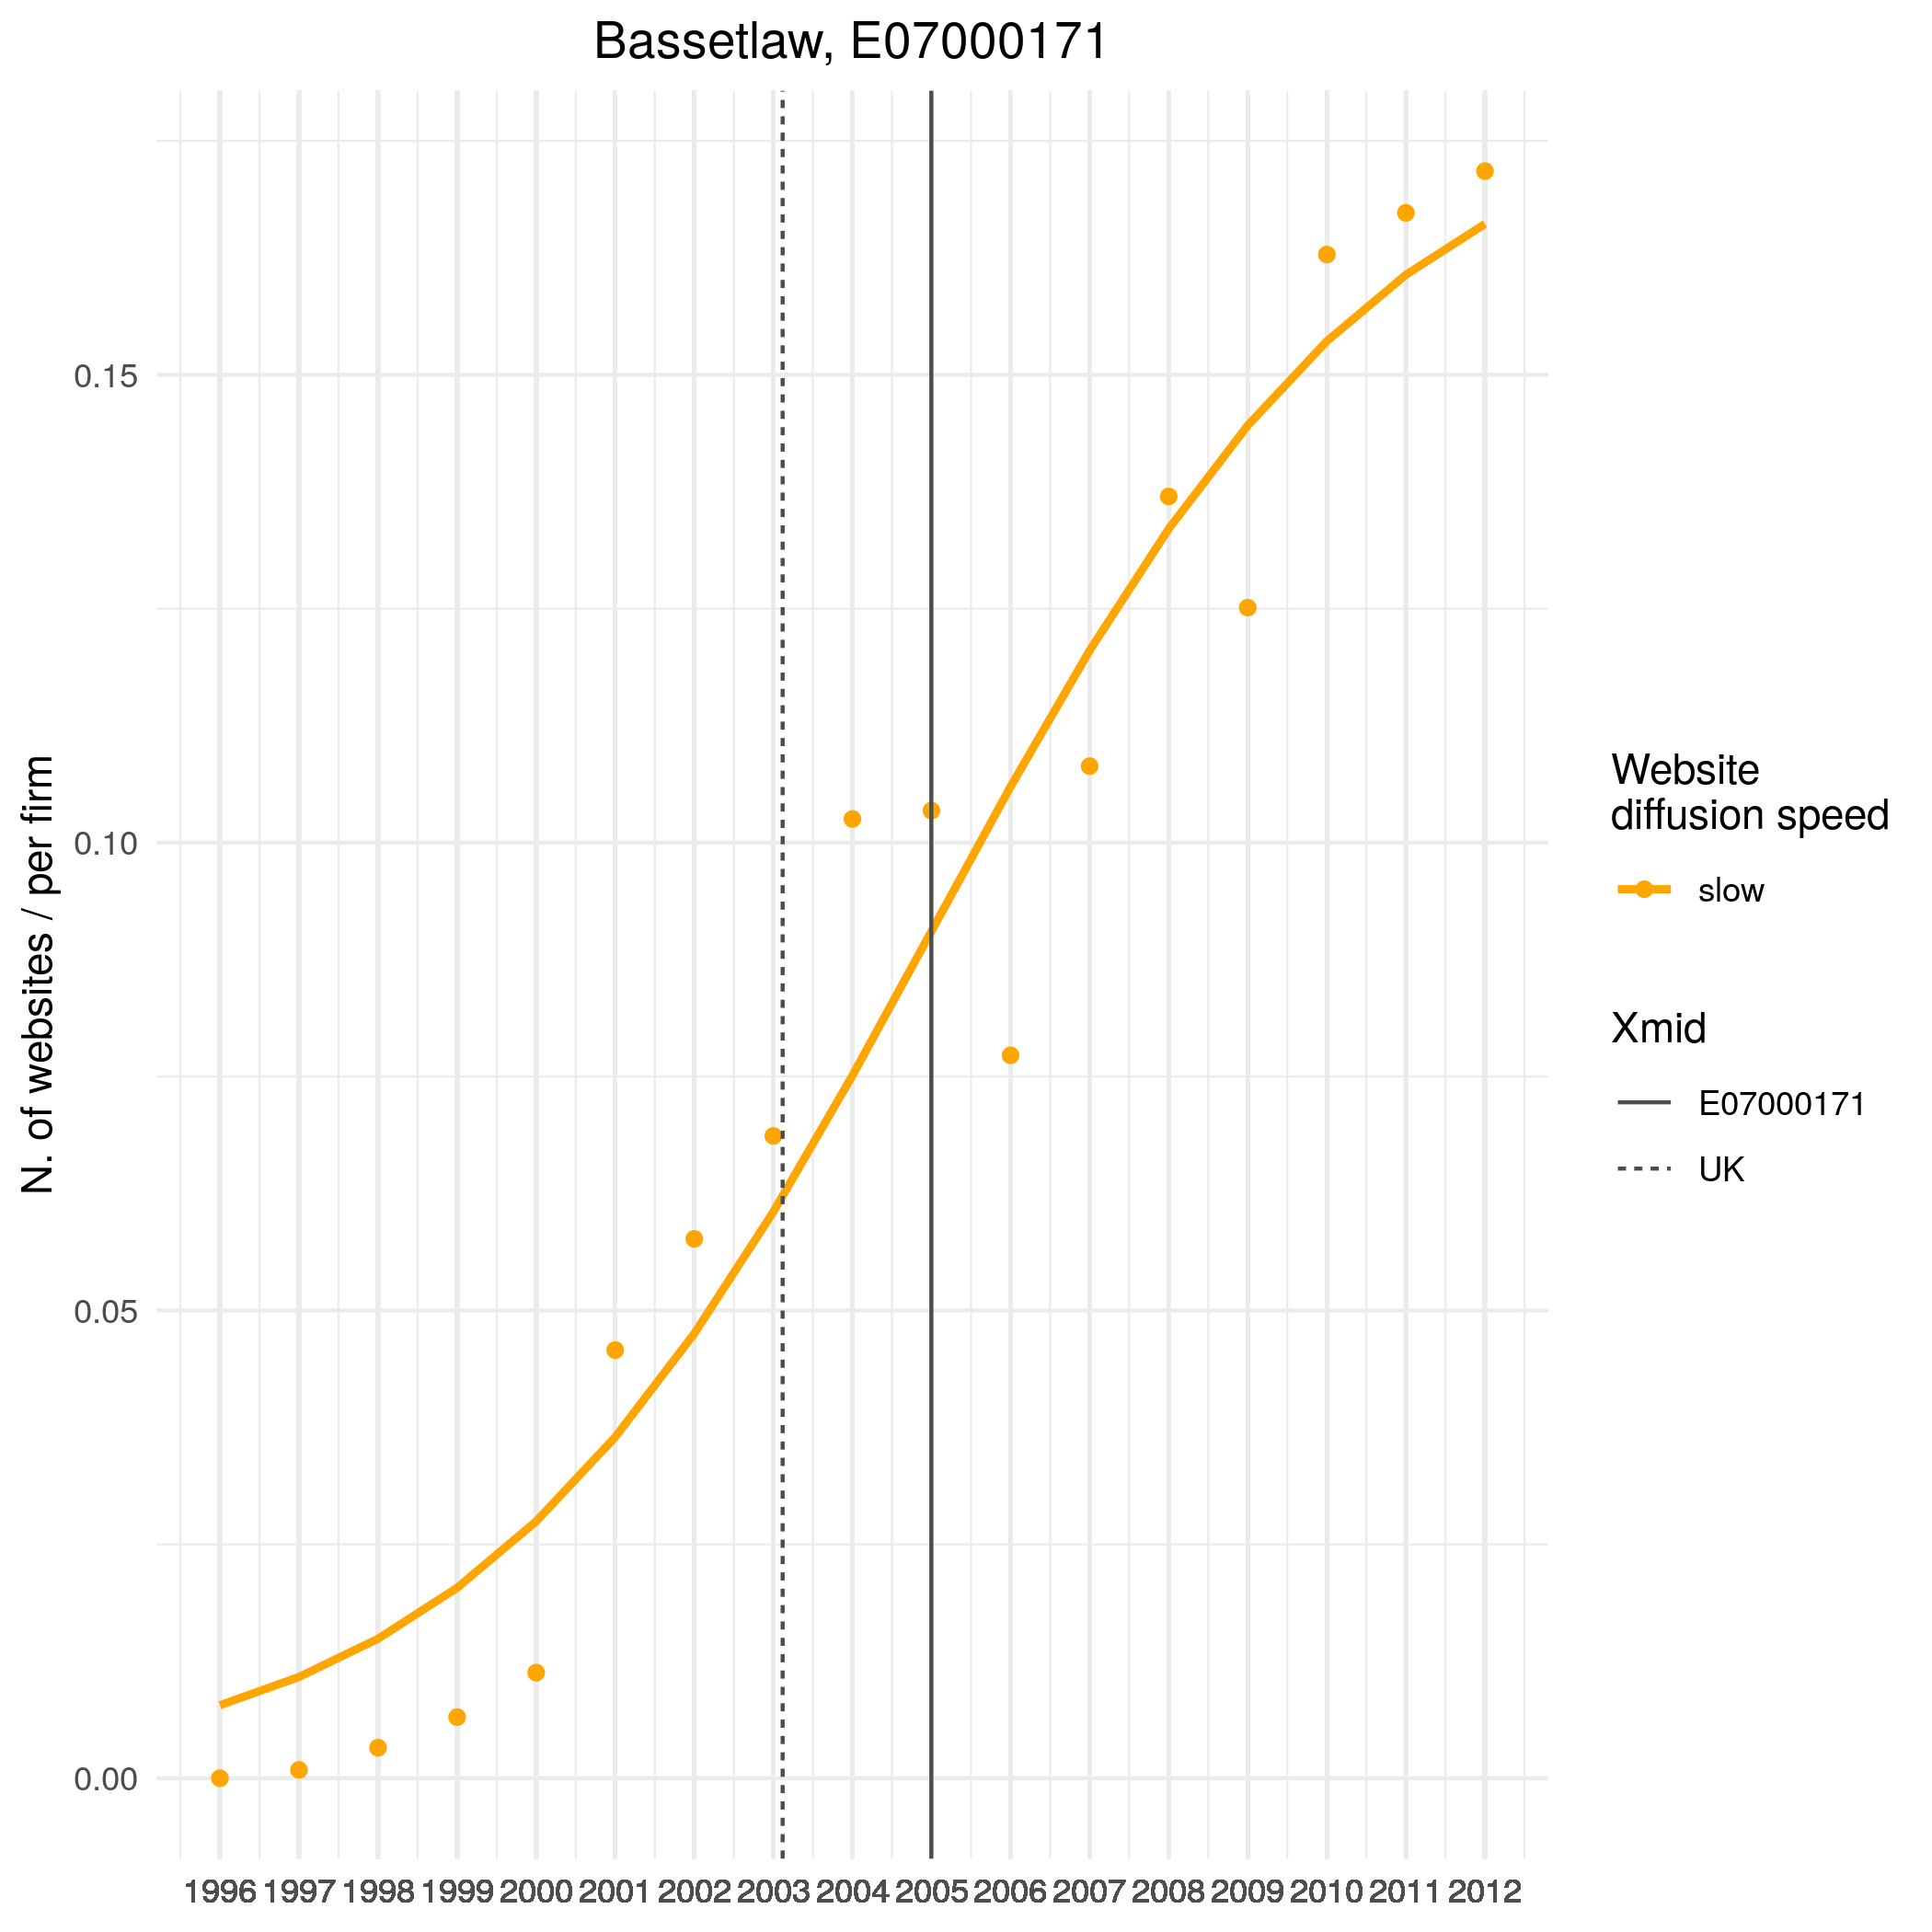 Bassetlaw, E07000171
N. of websites / per firm
0.15
0.10
0.05
0.00
1996 1997 1998 1999 2000 2001 2002 2003 2004 2005 2006 2007 2008 2009 2010 2011 2012
Website
diffusion speed
slow
Xmid
E07000171
UK